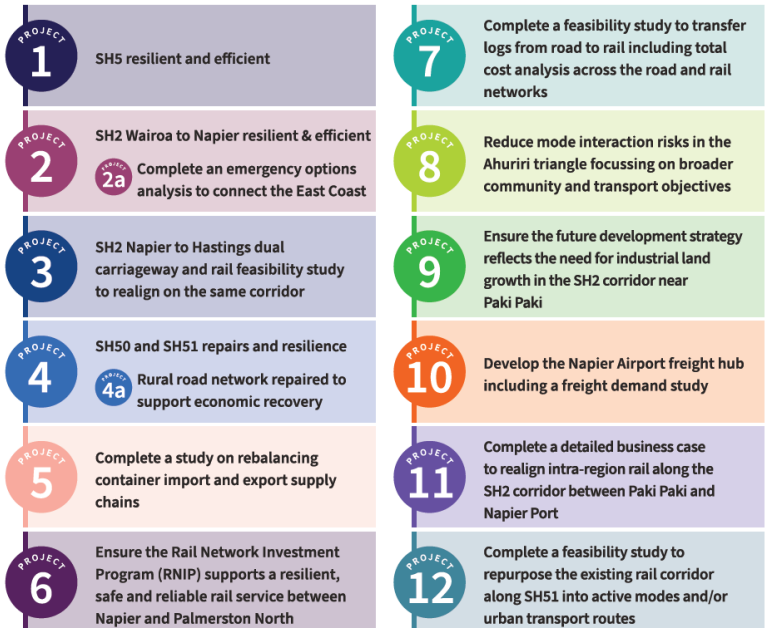 PROJECT
1
SH5 resilient and efficient
PROJECT
2
SH2 Wairoa to Napier resilient & efficient
PROJECT
2a
Complete an emergency options
analysis to connect the East Coast
PROJECT
3
SH2 Napier to Hastings dual
carriageway and rail feasibility study
to realign on the same corridor
PROJECT
4
SH50 and SH51 repairs and resilience
PROJECT
4a
Rural road network repaired to
support economic recovery
PROJECT
5
Complete a study on rebalancing
container import and export supply
chains
PROJECT
6
Ensure the Rail Network Investment
Program (RNIP) supports a resilient,
safe and reliable rail service between
Napier and Palmerston North
PROJECT
7
Complete a feasibility study to transfer
logs from road to rail including total
cost analysis across the road and rail
networks
PROJECT
8
Reduce mode interaction risks in the
Ahuriri triangle focussing on broader
community and transport objectives
PROJECT
9
Ensure the future development strategy
reflects the need for industrial land
growth in the SH2 corridor near
Paki Paki
PROJECT
10
Develop the Napier Airport freight hub
including a freight demand study
PROJECT
11
Complete a detailed business case
to realign intra-region rail along the
SH2 corridor between Paki Paki and
Napier Port
PROJECT
12
Complete a feasibility study to
repurpose the existing rail corridor
along SH51 into active modes and/or
urban transport routes